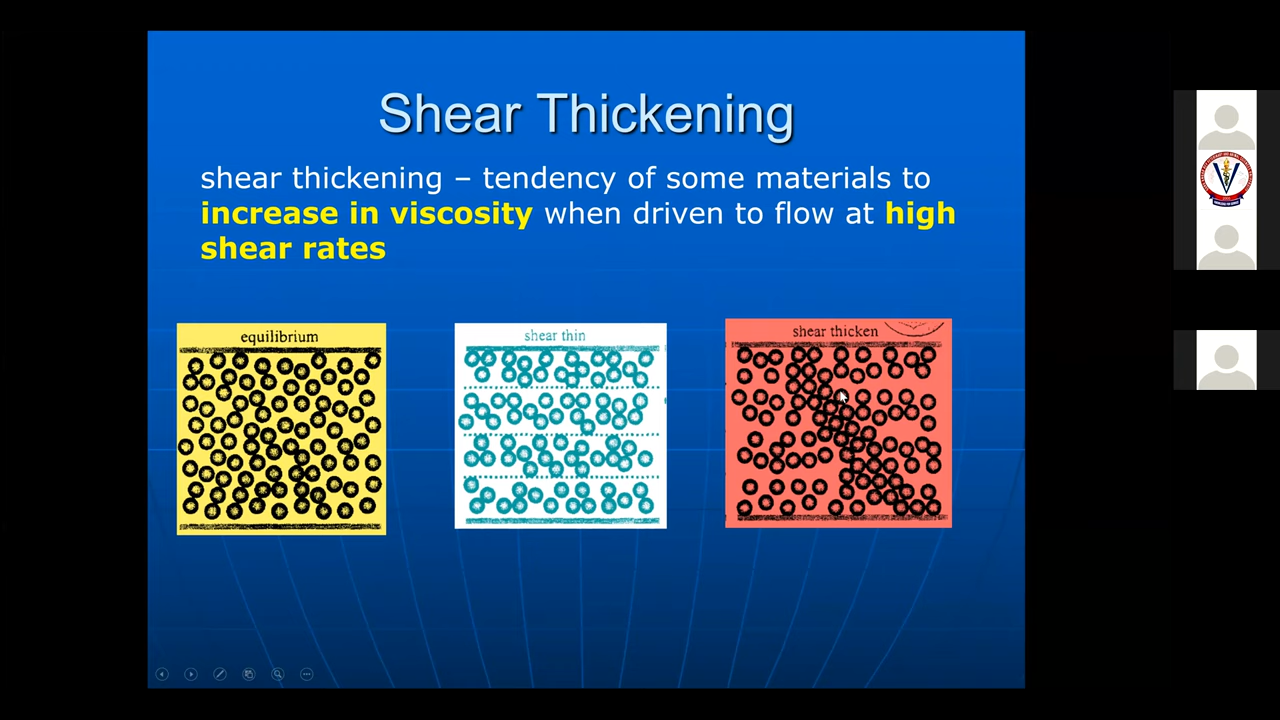 Shear Thickening
shear thickening – tendency of some materials to
increase in viscosity when driven to flow at high
shear rates
equilibrium
shear thin
shear thicken